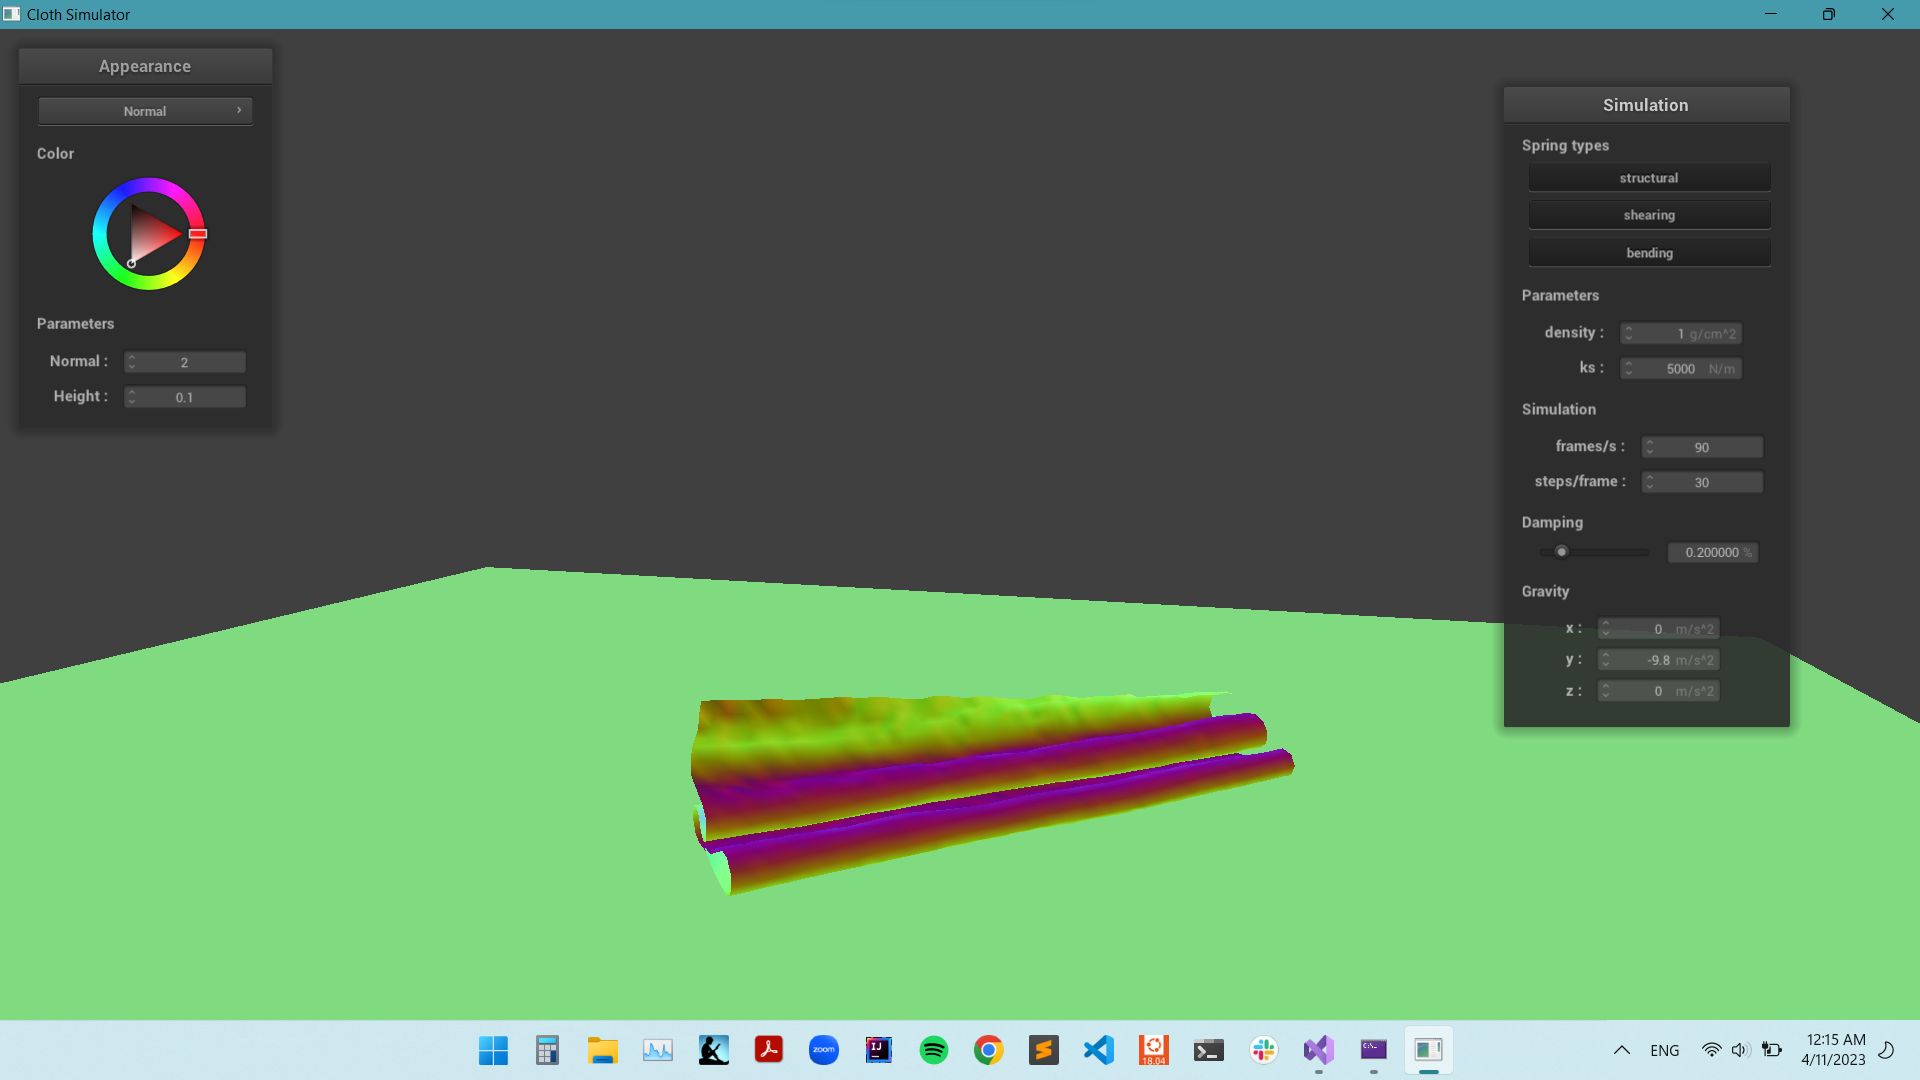 Cloth Simulator
Appearance
Normal
Color
Parameters
Normal : 2
Height : 0.1
Simulation
Spring types
structural
shearing
bending
Parameters
density : 1 g/cm^2
ks : 5000 N/m
Simulation
frames/s : 90
steps/frame : 30
Damping
0.200000 %
Gravity
x : 0 m/s^2
y : -9.8 m/s^2
z : 0 m/s^2
zoom
IJ
18.04
C:\.
ENG
12:15 AM
4/11/2023